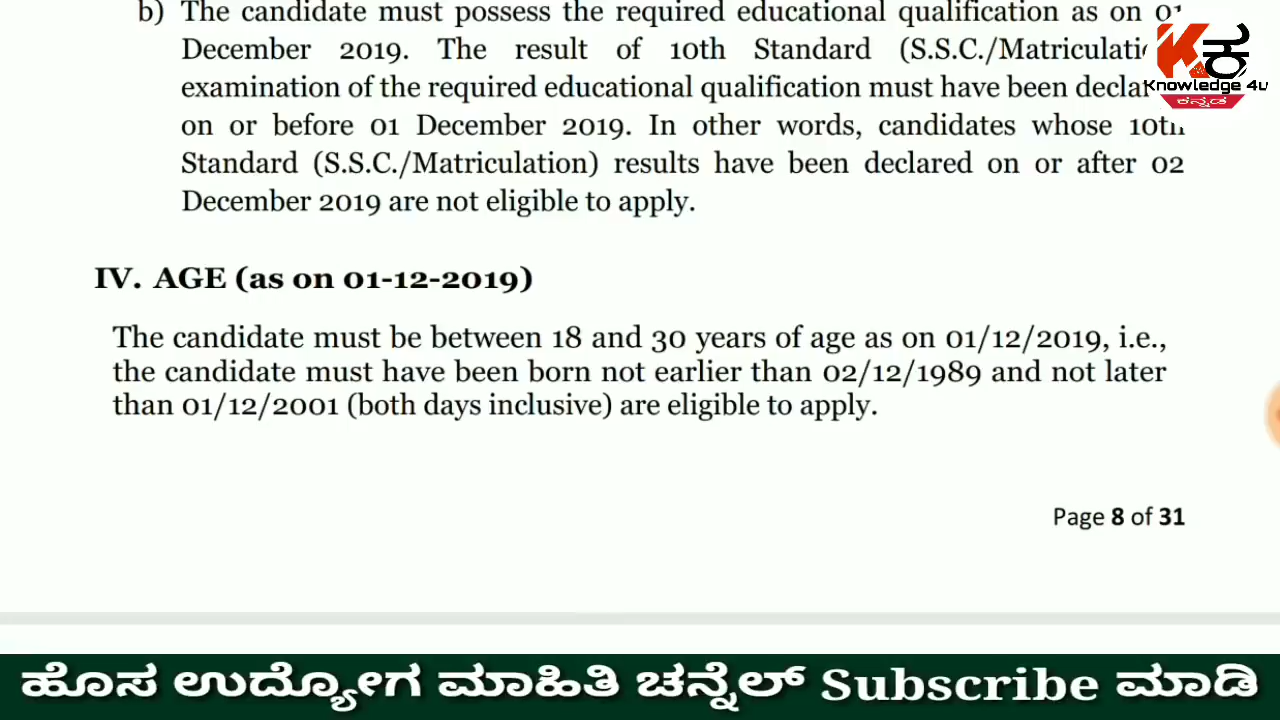 b) The candidate must possess the required educational qualification as on 01
December 2019. The result of 10th Standard (S.S.C./Matriculati
examination of the required educational qualification must have been decla
on or before 01 December 2019. In other words, candidates whose 10th
Standard (S.S.C./Matriculation) results have been declared on or after 02
December 2019 are not eligible to apply.
Knowledge 4u
ಕನ್ನಡ
IV. AGE (as on 01-12-2019)
The candidate must be between 18 and 30 years of age as on 01/12/2019, i.e.,
the candidate must have been born not earlier than 02/12/1989 and not later
than 01/12/2001 (both days inclusive) are eligible to apply.
Page 8 of 31
ಹೊಸ ಉದ್ಯೋಗ ಮಾಹಿತಿ ಚನ್ನೆಲ್ Subscribe ಮಾಡಿ